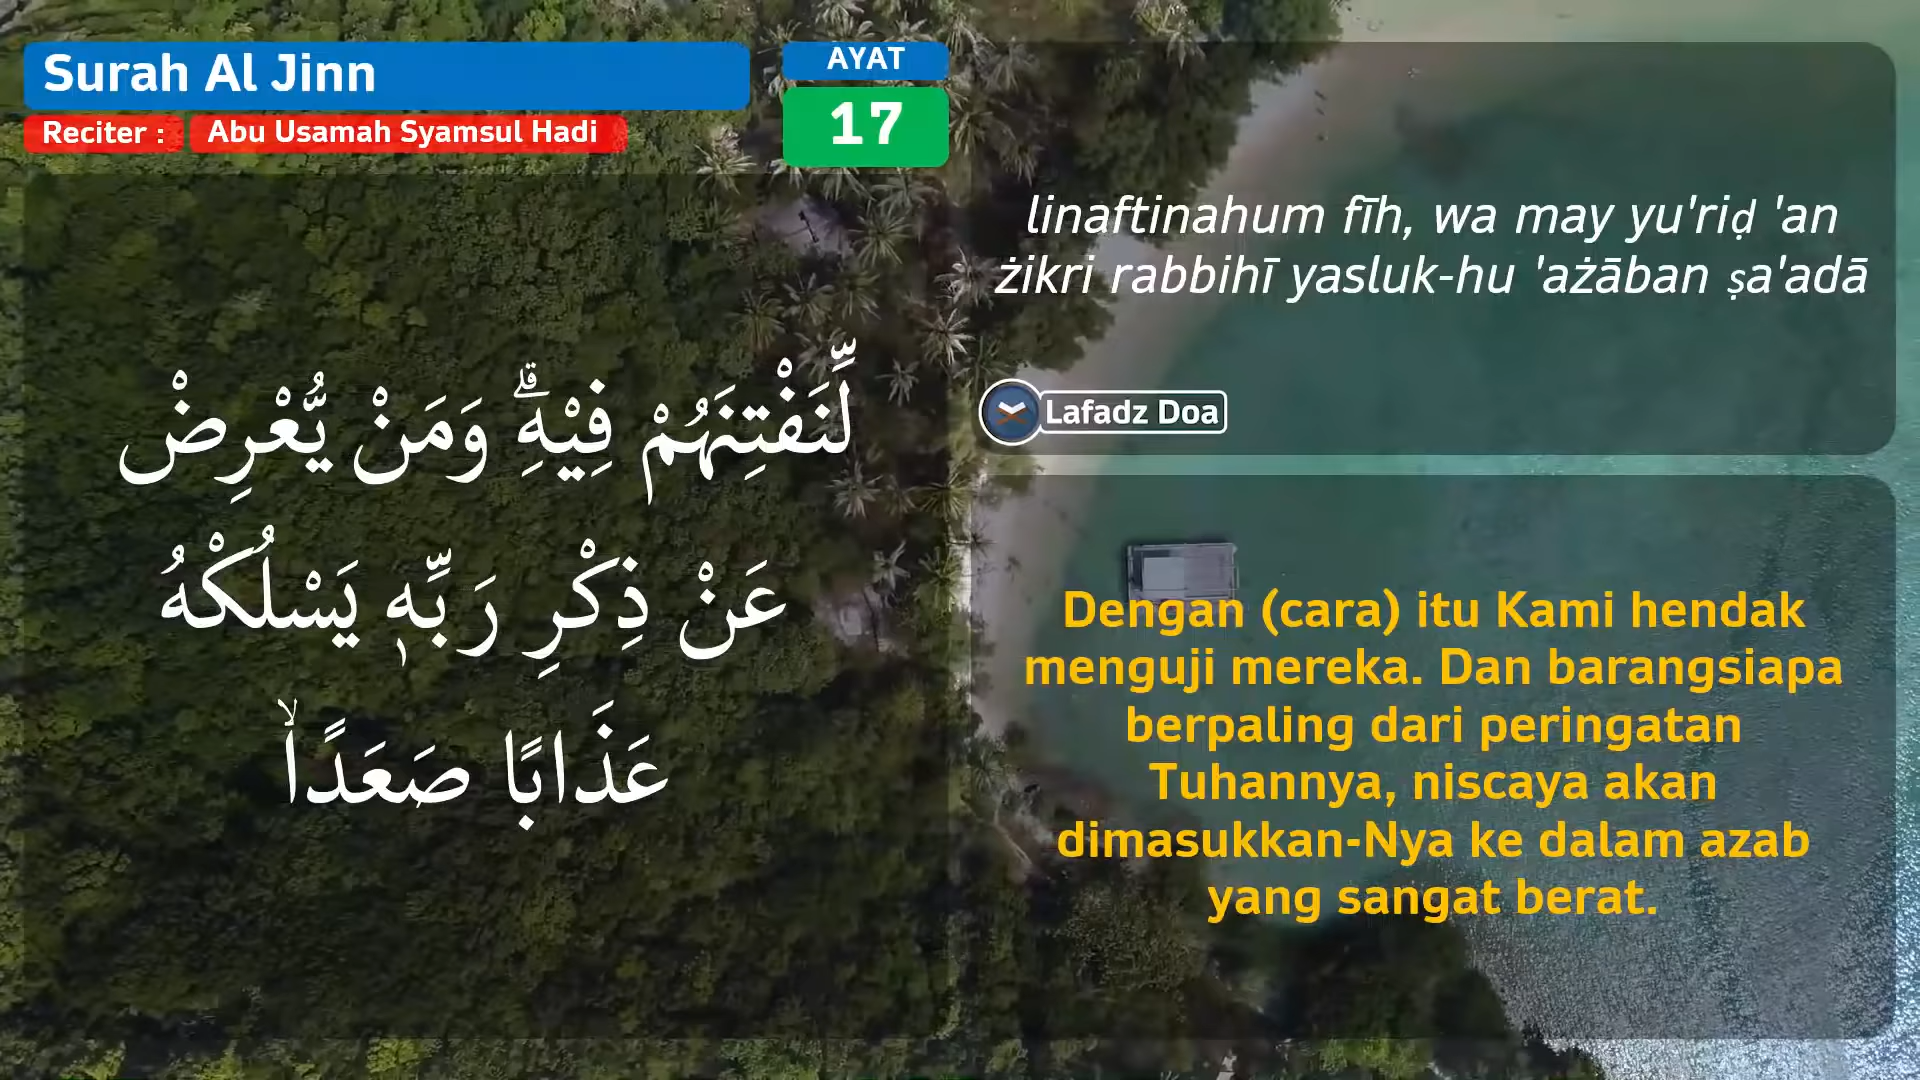 Surah Al Jinn
Reciter :
Abu Usamah Syamsul Hadi
AYAT
17
لِّنَفْتِنَهُمْ فِيْهِۗ وَمَنْ يُّعْرِضْ
عَنْ ذِكْرِ رَبِّهٖ يَسْلُكْهُ
عَذَابًا صَعَدًاۙ
linaftinahum fīh, wa may yu'riḍ 'an
żikri rabbihī yasluk-hu 'ażāban ṣa'adā
Lafadz Doa
Dengan (cara) itu Kami hendak
menguji mereka. Dan barangsiapa
berpaling dari peringatan
Tuhannya, niscaya akan
dimasukkan-Nya ke dalam azab
yang sangat berat.